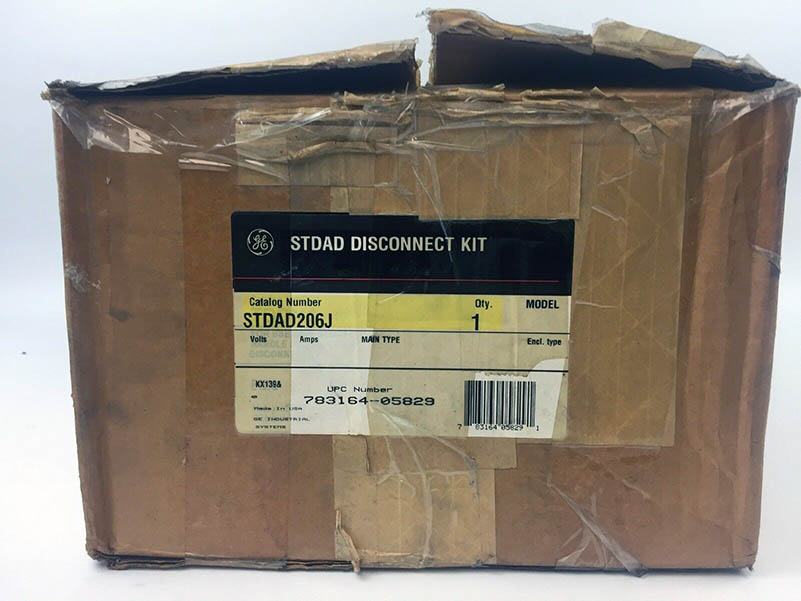 GE STDAD DISCONNECT KIT
Catalog Number Qty. MODEL
STDAD206J 1
Volts Amps MAIN TYPE Encl. type
DISCONN
UPC Number
783164-05829
Made In USA
GE INDUSTRIAL
SYSTEMS
7 83164 05829 1